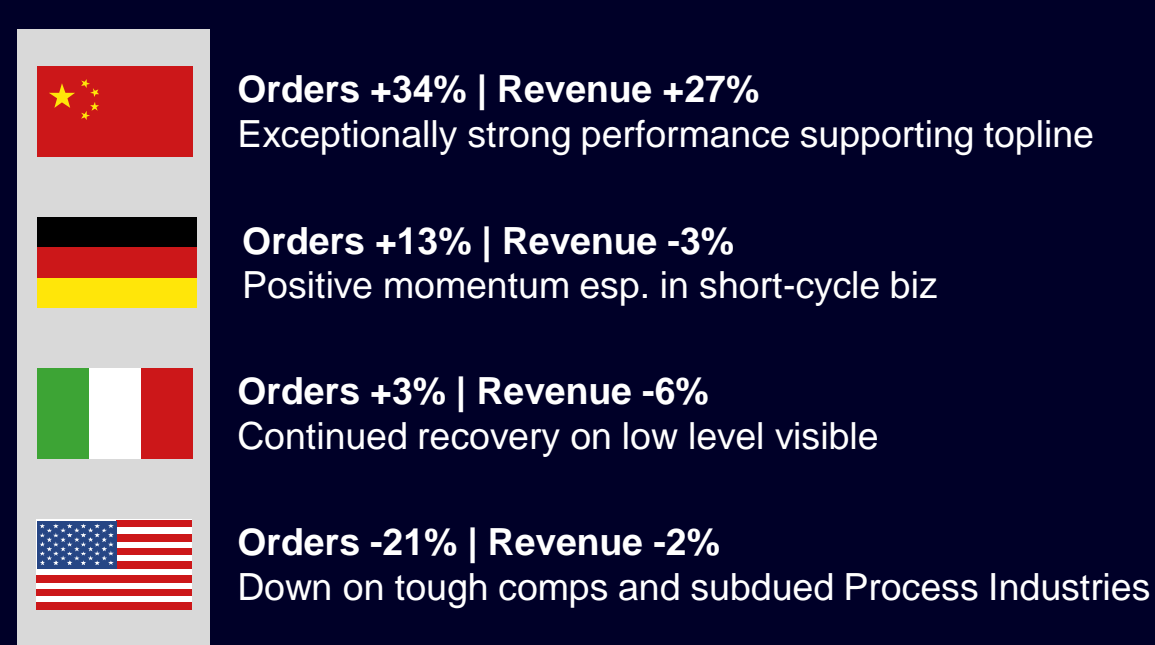 Orders +34% | Revenue +27%
Exceptionally strong performance supporting topline
Orders +13% | Revenue -3%
Positive momentum esp. in short-cycle biz
Orders +3% | Revenue -6%
Continued recovery on low level visible
Orders -21% | Revenue -2%
Down on tough comps and subdued Process Industries